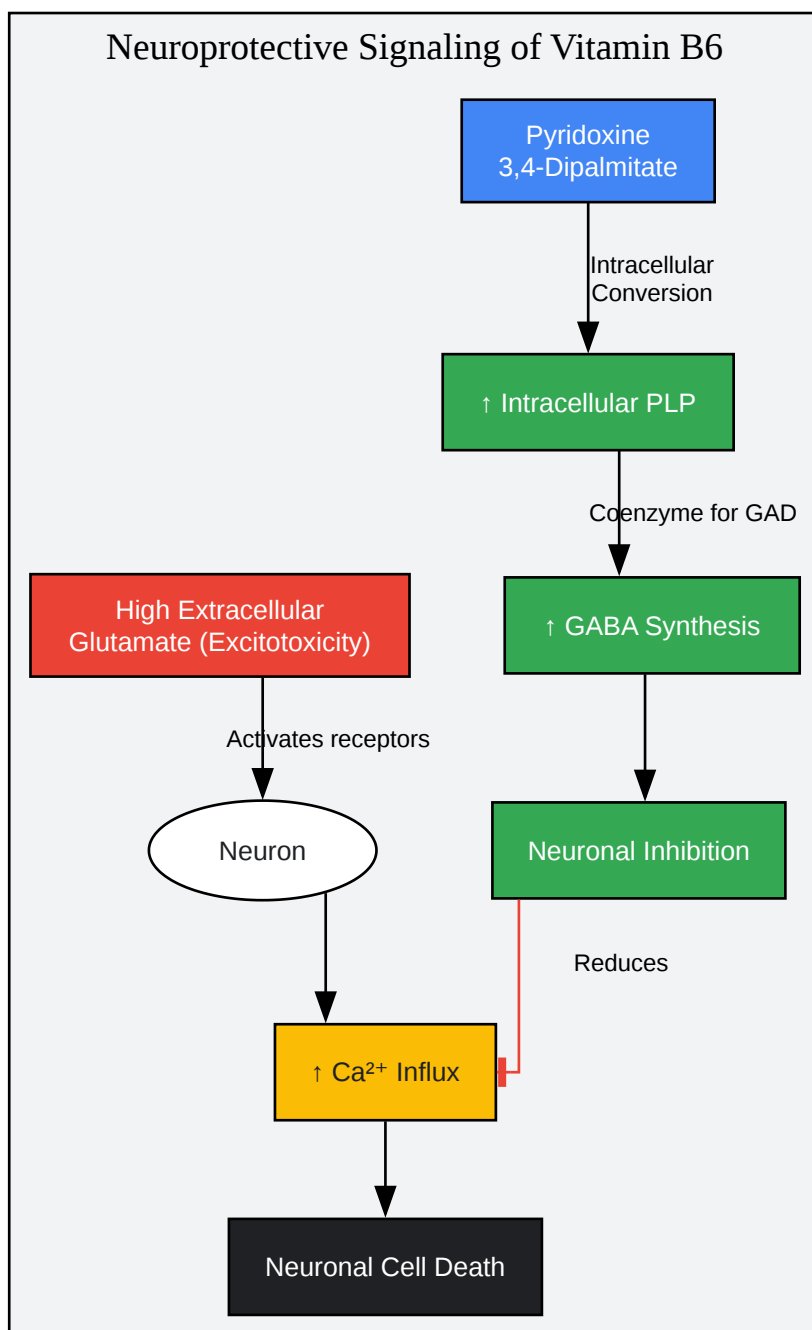 Neuroprotective Signaling of Vitamin B6
Pyridoxine
3,4-Dipalmitate
Intracellular
Conversion
↑ Intracellular PLP
Coenzyme for GAD
High Extracellular
Glutamate (Excitotoxicity)
↑ GABA Synthesis
Activates receptors
Neuron
Neuronal Inhibition
Reduces
↑ Ca²⁺ Influx
Neuronal Cell Death